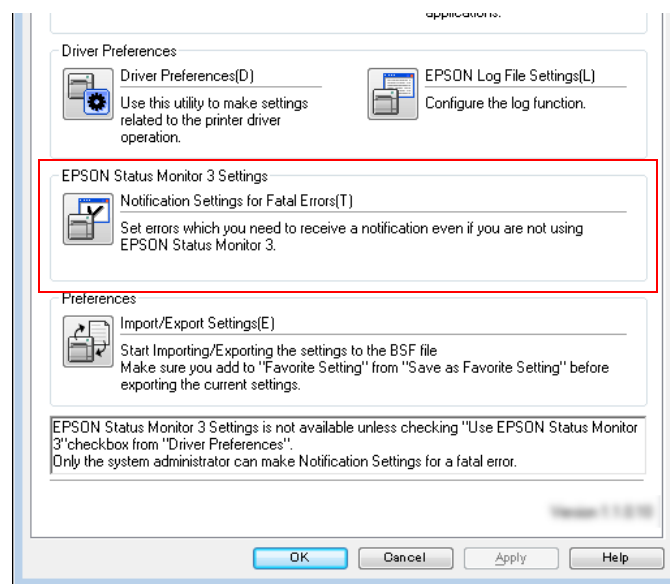 applications.
Driver Preferences
Driver Preferences(D)
Use this utility to make settings
related to the printer driver
operation.
EPSON Log File Settings(L)
Configure the log function.
EPSON Status Monitor 3 Settings
Notification Settings for Fatal Errors(T)
Set errors which you need to receive a notification even if you are not using
EPSON Status Monitor 3.
Preferences
Import/Export Settings(E)
Start Importing/Exporting the settings to the BSF file
Make sure you add to "Favorite Setting" from "Save as Favorite Setting" before
exporting the current settings.
EPSON Status Monitor 3 Settings is not available unless checking "Use EPSON Status Monitor
3"checkbox from "Driver Preferences".
Only the system administrator can make Notification Settings for a fatal error.
OK
Cancel
Apply
Help